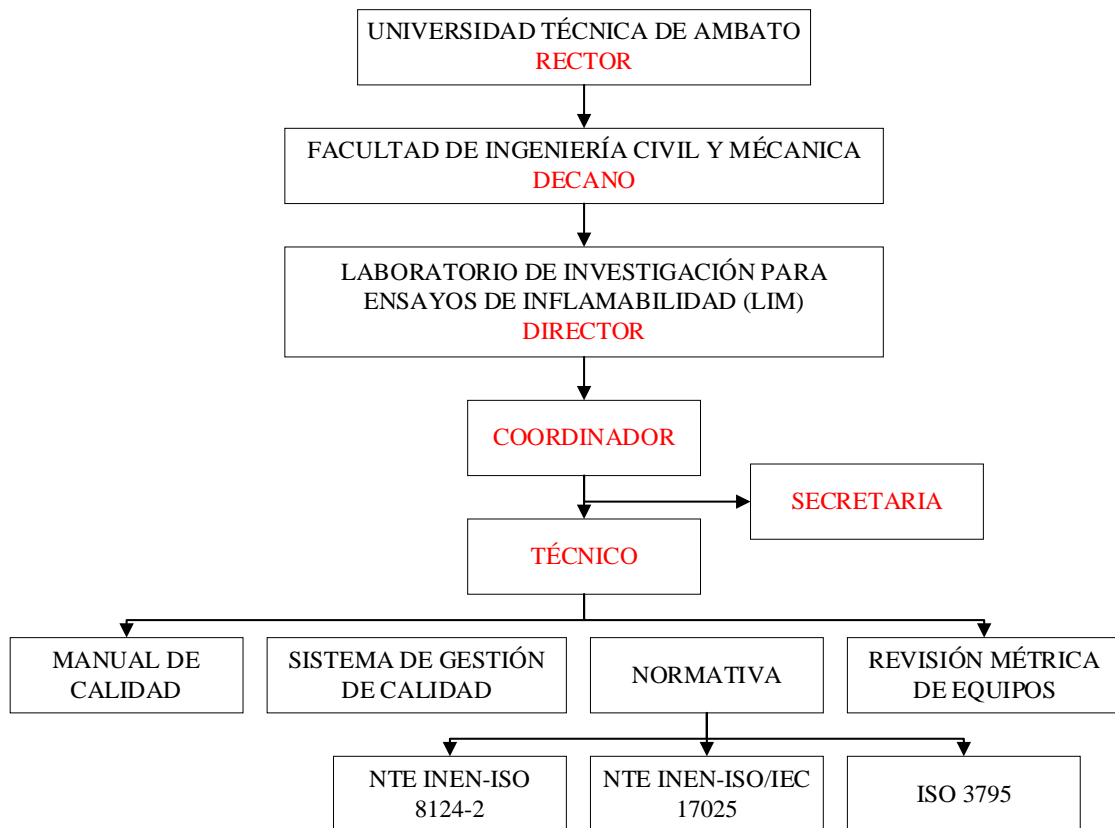 UNIVERSIDAD TÉCNICA DE AMBATO
RECTOR
FACULTAD DE INGENIERÍA CIVIL Y MÉCANICA
DECANO
LABORATORIO DE INVESTIGACIÓN PARA
ENSAYOS DE INFLAMABILIDAD (LIM)
DIRECTOR
COORDINADOR
SECRETARIA
TÉCNICO
MANUAL DE
CALIDAD
SISTEMA DE GESTIÓN
DE CALIDAD
NORMATIVA
REVISIÓN MÉTRICA
DE EQUIPOS
NTE INEN-ISO
8124-2
NTE INEN-ISO/IEC
17025
ISO 3795